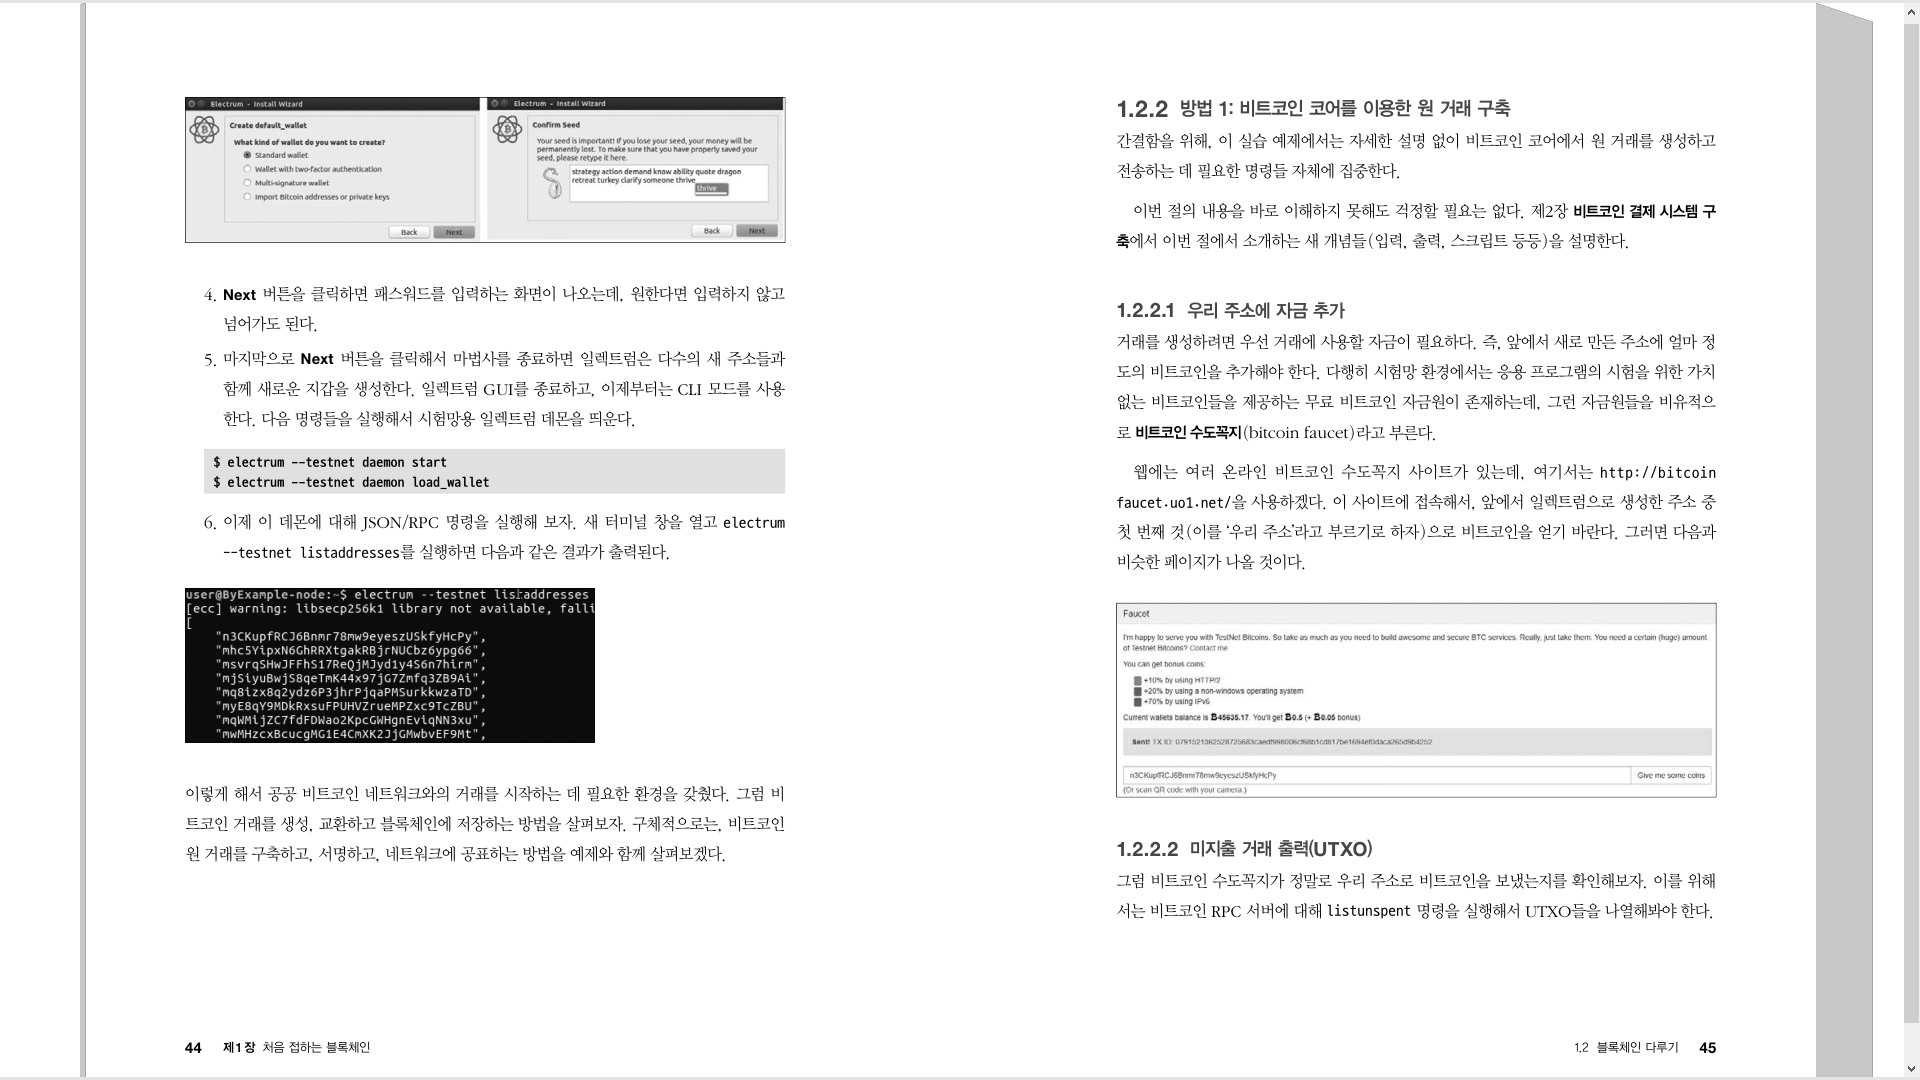 Electrum - Install Wizard
Create default_wallet
What kind of wallet do you want to create?
Standard wallet
Wallet with two-factor authentication
Multi-signature wallet
Import Bitcoin addresses or private keys
Back Next
Electrum - Install Wizard
Confirm Seed
Your seed is important! If you lose your seed, your money will be
permanently lost. To make sure that you have properly saved your
seed, please retype it here.
strategy action demand know ability quote dragon
retreat turkey clarify someone thrive
thrive
Back Next
4. Next 버튼을 클릭하면 패스워드를 입력하는 화면이 나오는데, 원한다면 입력하지 않고
넘어가도 된다.
5. 마지막으로 Next 버튼을 클릭해서 마법사를 종료하면 일렉트럼은 다수의 새 주소들과
함께 새로운 지갑을 생성한다. 일렉트럼 GUI를 종료하고, 이제부터는 CLI 모드를 사용
한다. 다음 명령들을 실행해서 시험망용 일렉트럼 데몬을 띄운다.
$ electrum --testnet daemon start
$ electrum --testnet daemon load_wallet
6. 이제 이 데몬에 대해 JSON/RPC 명령을 실행해 보자. 새 터미널 창을 열고 electrum
--testnet listaddresses를 실행하면 다음과 같은 결과가 출력된다.
user@ByExample-node:~$ electrum --testnet listaddresses
[ecc] warning: libsecp256k1 library not available, falli
[
"n3CKupfRCJ6Bnmr78mw9eyeszUSkfyHcPy",
"mhc5YipxN6GhRRXtgakRBjrNUCbz6ypg66",
"msvrqSHwJFFhS17ReQjMJyd1y4S6n7hirm",
"mjSiyuBwjS8qeTmK44x97jG7Zmfq3ZB9Ai",
"mq8izx8q2ydz6P3jhrPjqaPMSurkkwzaTD",
"myE8qY9MDkRxsuFPUHVZrueMPZxc9TcZBU",
"mqWMijZC7fdFDWao2KpcGWHgnEviqNN3xu",
"mwMHzcxBcucgMG1E4CmXK2JjGMwbvEF9Mt",
이렇게 해서 공공 비트코인 네트워크와의 거래를 시작하는 데 필요한 환경을 갖췄다. 그럼 비
트코인 거래를 생성, 교환하고 블록체인에 저장하는 방법을 살펴보자. 구체적으로는, 비트코인
원 거래를 구축하고, 서명하고, 네트워크에 공표하는 방법을 예제와 함께 살펴보겠다.
44 제1장 처음 접하는 블록체인
1.2.2 방법 1: 비트코인 코어를 이용한 원 거래 구축
간결함을 위해, 이 실습 예제에서는 자세한 설명 없이 비트코인 코어에서 원 거래를 생성하고
전송하는 데 필요한 명령들 자체에 집중한다.
이번 절의 내용을 바로 이해하지 못해도 걱정할 필요는 없다. 제2장 비트코인 결제 시스템 구
축에서 이번 절에서 소개하는 새 개념들(입력, 출력, 스크립트 등등)을 설명한다.
1.2.2.1 우리 주소에 자금 추가
거래를 생성하려면 우선 거래에 사용할 자금이 필요하다. 즉, 앞에서 새로 만든 주소에 얼마 정
도의 비트코인을 추가해야 한다. 다행히 시험망 환경에서는 응용 프로그램의 시험을 위한 가치
없는 비트코인들을 제공하는 무료 비트코인 자금원이 존재하는데, 그런 자금원들을 비유적으
로 비트코인 수도꼭지(bitcoin faucet)라고 부른다.
웹에는 여러 온라인 비트코인 수도꼭지 사이트가 있는데, 여기서는 http://bitcoin
faucet.uo1.net/을 사용하겠다. 이 사이트에 접속해서, 앞에서 일렉트럼으로 생성한 주소 중
첫 번째 것(이를 ‘우리 주소’라고 부르기로 하자)으로 비트코인을 얻기 바란다. 그러면 다음과
비슷한 페이지가 나올 것이다.
Faucet
I'm happy to serve you with TestNet Bitcoins. So take as much as you need to build awesome and secure BTC services. Really, just take them. You need a certain (huge) amount
of Testnet Bitcoins? Contact me
You can get bonus coins:
+10% by using HTTP/2
+20% by using a non-windows operating system
+70% by using IPv6
Current wallets balance is Ƀ45635.17. You'll get Ƀ0.5 (+ Ƀ0.05 bonus)
Sent! TX ID:
n3CKupfRCJ6Bnmr78mw9eyeszUSkfyHcPy Give me some coins
(Or scan QR code with your camera.)
1.2.2.2 미지출 거래 출력(UTXO)
그럼 비트코인 수도꼭지가 정말로 우리 주소로 비트코인을 보냈는지를 확인해보자. 이를 위해
서는 비트코인 RPC 서버에 대해 listunspent 명령을 실행해서 UTXO들을 나열해봐야 한다.
1.2 블록체인 다루기 45